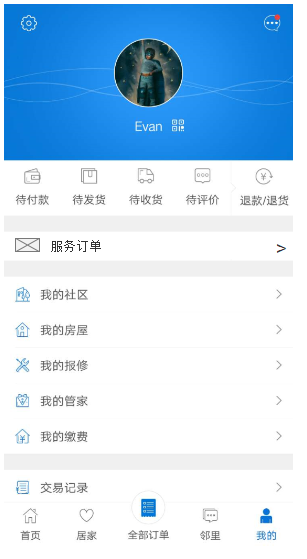 Evan
待付款 待发货 待收货 待评价 退款/退货
服务订单 >
我的社区
我的房屋
我的报修
我的管家
我的缴费
交易记录
首页 居家 全部订单 邻里 我的